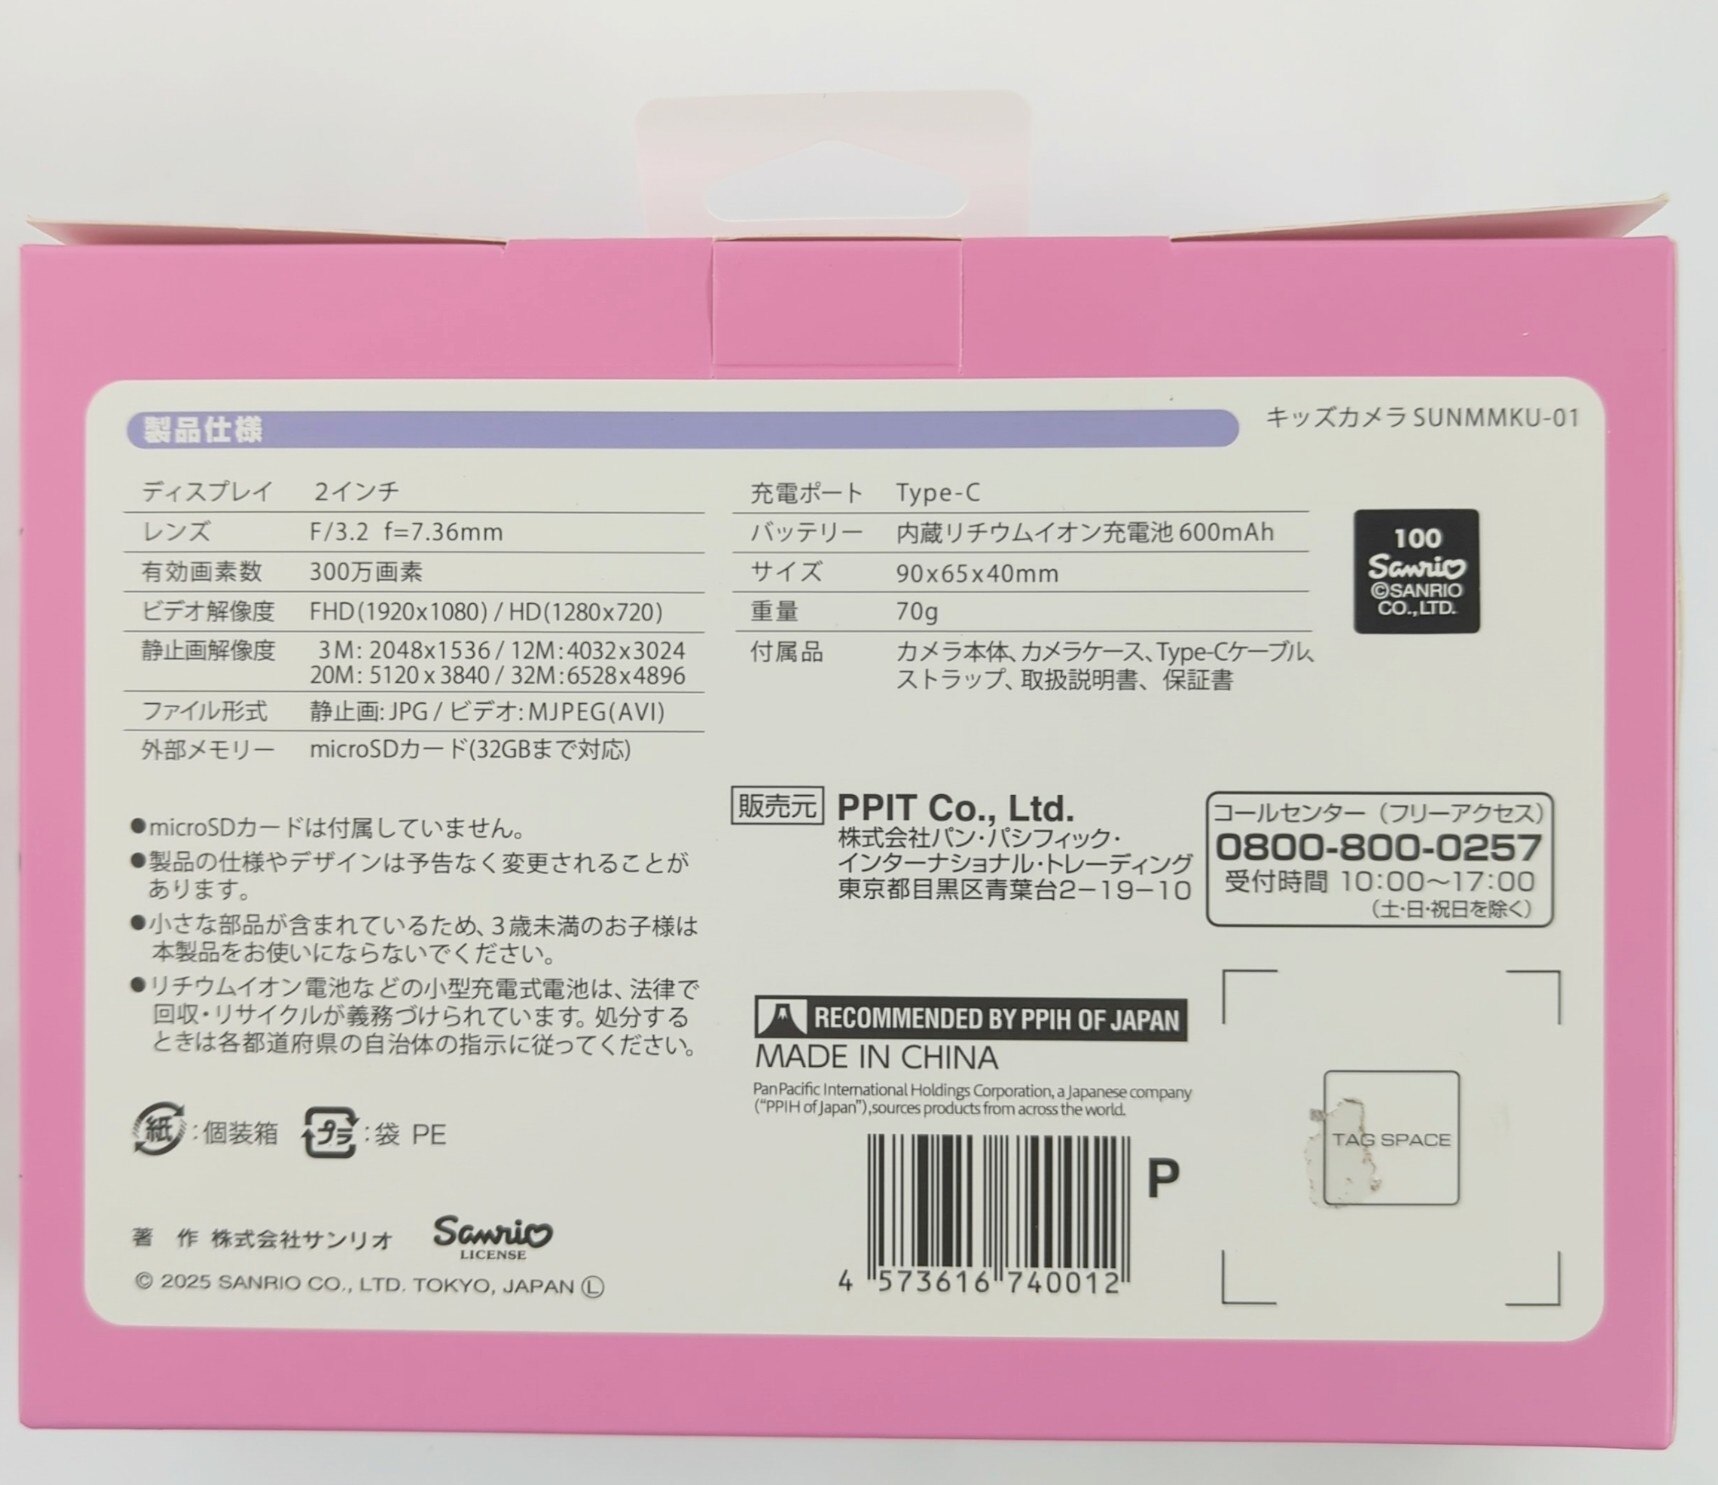 製品仕様
キッズカメラ SUNMMKU-01
ディスプレイ 2インチ
レンズ F/3.2 f=7.36mm
有効画素数 300万画素
ビデオ解像度 FHD(1920x1080) / HD(1280x720)
静止画解像度 3M: 2048x1536 / 12M:4032x3024
20M: 5120 x 3840 / 32M:6528x4896
ファイル形式 静止画: JPG / ビデオ: MJPEG(AVI)
外部メモリー microSDカード(32GBまで対応)
充電ポート Type-C
バッテリー 内蔵リチウムイオン充電池 600mAh
サイズ 90x65x40mm
重量 70g
付属品 カメラ本体、カメラケース、Type-Cケーブル、
ストラップ、取扱説明書、保証書
100
Sanrio
©SANRIO
CO.,LTD.
●microSDカードは付属していません。
●製品の仕様やデザインは予告なく変更されることが
あります。
●小さな部品が含まれているため、3歳未満のお子様は
本製品をお使いにならないでください。
●リチウムイオン電池などの小型充電式電池は、法律で
回収・リサイクルが義務づけられています。処分する
ときは各都道府県の自治体の指示に従ってください。
紙:個装箱 プラ:袋 PE
著 作 株式会社サンリオ
Sanrio
LICENSE
© 2025 SANRIO CO., LTD. TOKYO, JAPAN Ⓛ
販売元 PPIT Co., Ltd.
株式会社パン・パシフィック・
インターナショナル・トレーディング
東京都目黒区青葉台2-19-10
コールセンター（フリーアクセス）
0800-800-0257
受付時間 10:00〜17:00
（土・日・祝日を除く）
RECOMMENDED BY PPIH OF JAPAN
MADE IN CHINA
Pan Pacific International Holdings Corporation, a Japanese company
("PPIH of Japan"),sources products from across the world.
P
4 573616 740012
TAG SPACE